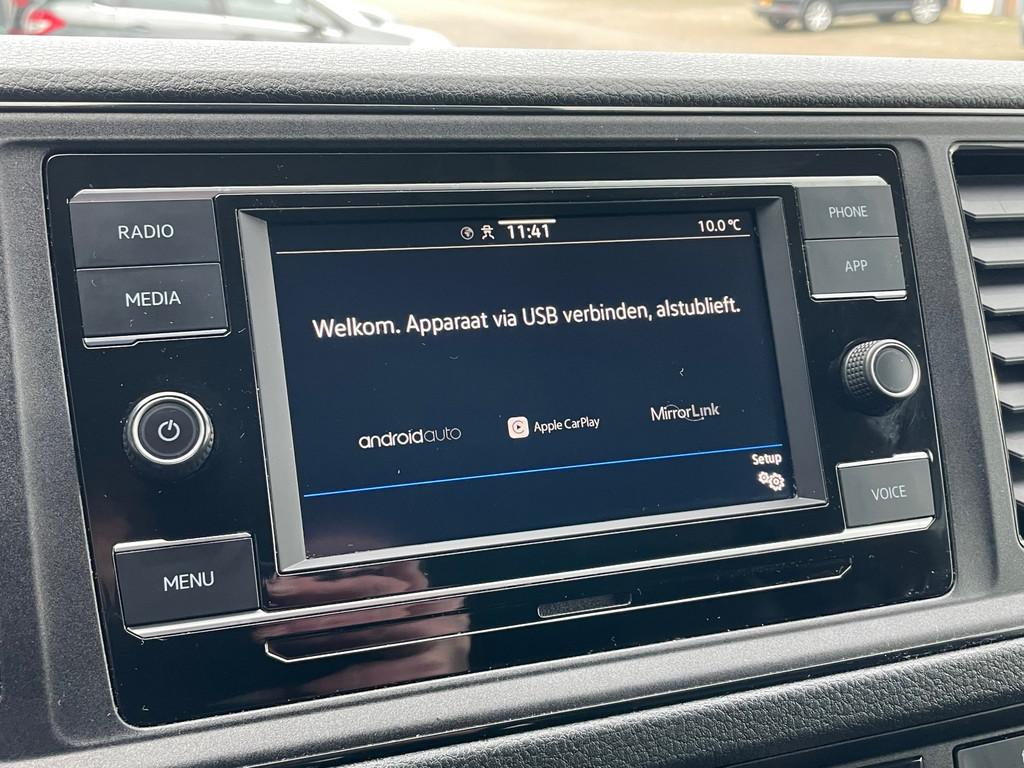 RADIO
MEDIA
MENU
11:41
10.0 °C
Welkom. Apparaat via USB verbinden, alstublieft.
androidauto
Apple CarPlay
MirrorLink
Setup
PHONE
APP
VOICE